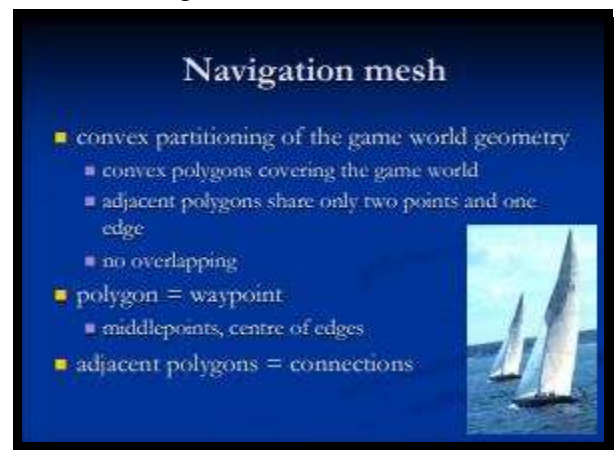 Navigation mesh
convex partitioning of the game world geometry
convex polygons covering the game world
adjacent polygons share only two points and one
edge
no overlapping
polygon = waypoint
middlepoints, centre of edges
adjacent polygons = connections